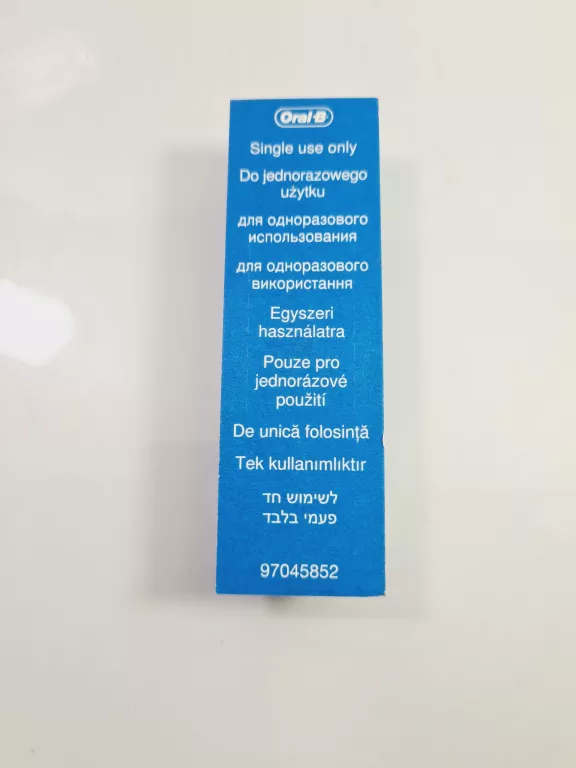 Oral-B
Single use only
Do jednorazowego
użytku
для одноразового
использования
для одноразового
використання
Egyszeri
használatra
Pouze pro
jednorázové
použití
De unică folosință
Tek kullanımlıktır
לשימוש חד
פעמי בלבד
97045852